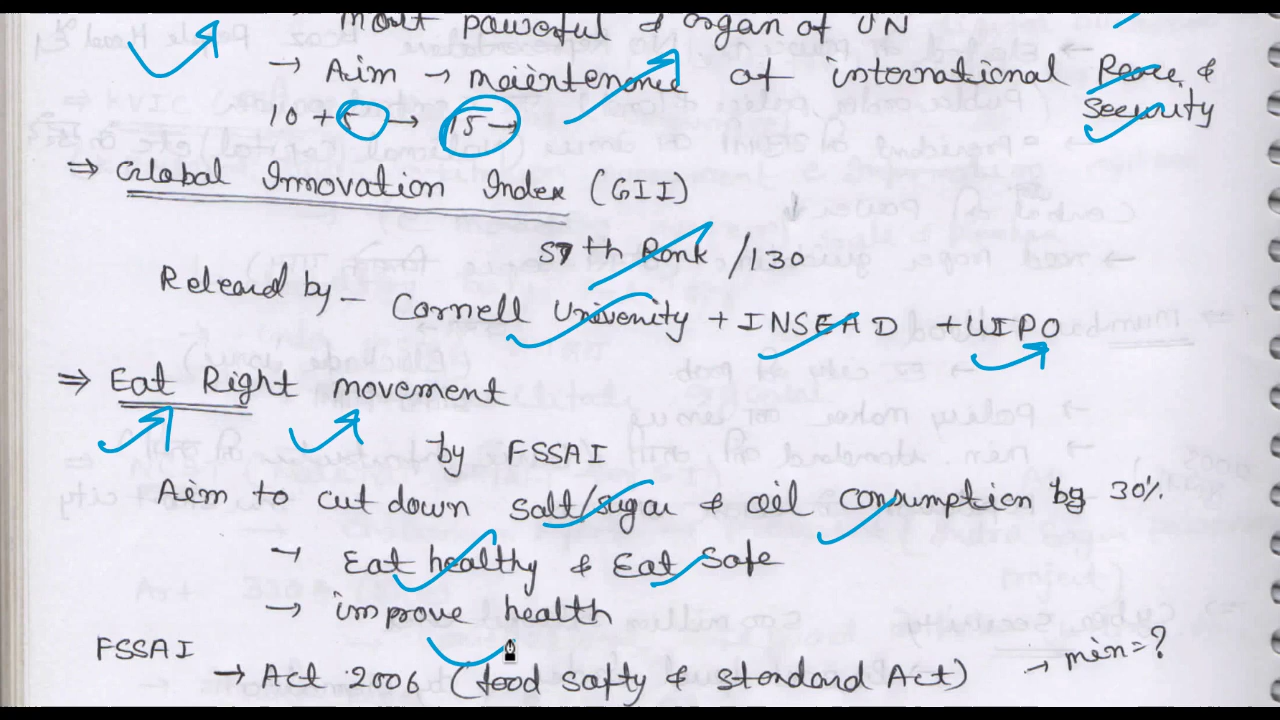 most pawerful & organ of UN
→ Aim → maintenance of international Peace &
Security
10 + 5 → 15 →
⇒ Global Innovation Index (GII)
57th Rank /130
Released by - Cornell University + INSEAD + WIPO
⇒ Eat Right movement
by FSSAI
Aim to cut down salt/sugar & oil consumption by 30%
→ Eat healthy & Eat Safe
→ improve health
FSSAI
→ Act 2006 (food Safty & standard Act) → min=?